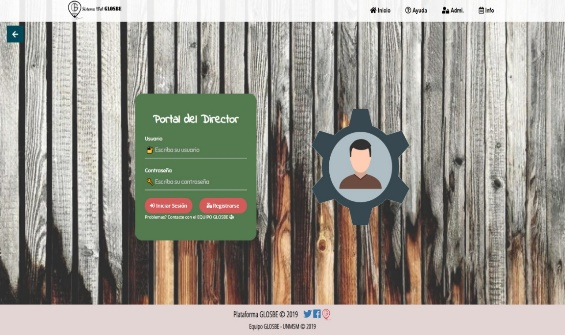 Sistema Web GLOSBE
Inicio
Ayuda
Admi.
Info
Portal del Director
Usuario
Escriba su usuario
Contraseña
Escriba su contraseña
Iniciar Sesión
Registrarse
Problemas? Contacta con el EQUIPO GLOSBE
Plataforma GLOSBE © 2019
Equipo GLOSBE - UNMSM © 2019